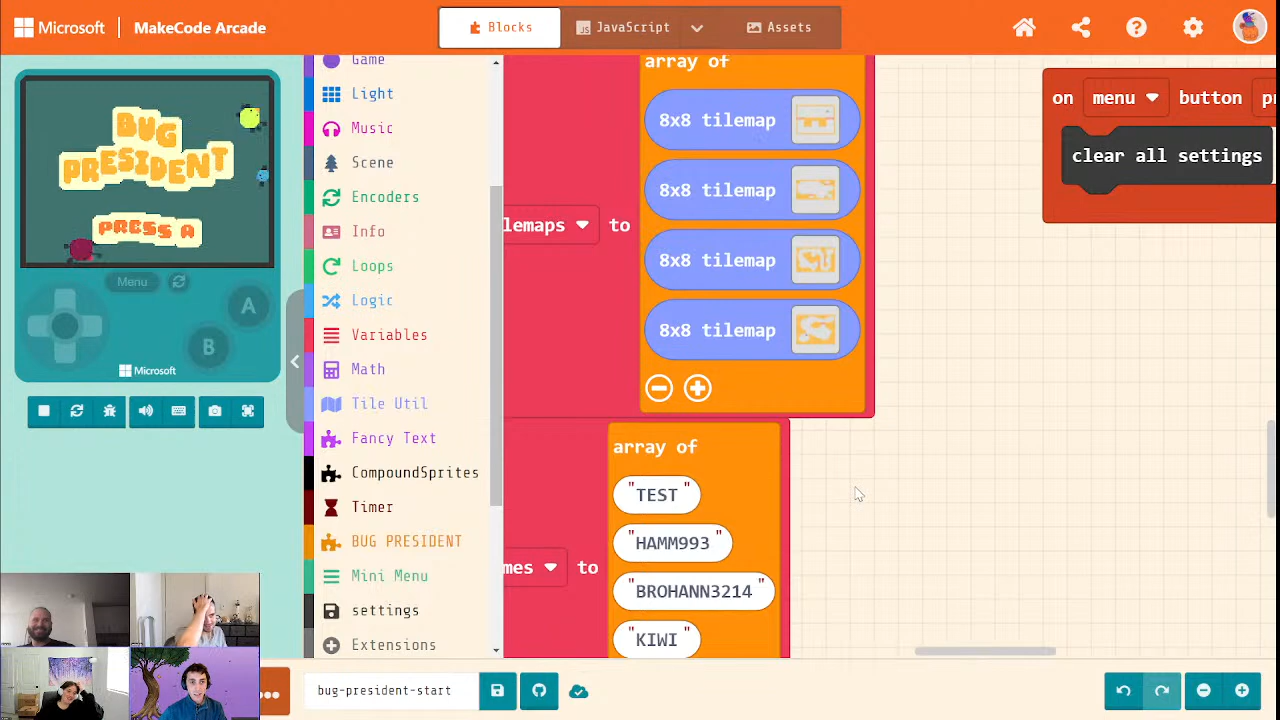 Microsoft
MakeCode Arcade
Blocks
JS
JavaScript
Assets
BUG
PRESIDENT
PRESS A
Menu
A
B
Microsoft
Game
Light
Music
Scene
Encoders
Info
Loops
Logic
Variables
Math
Tile Util
Fancy Text
CompoundSprites
Timer
BUG PRESIDENT
Mini Menu
settings
Extensions
array of
8x8 tilemap
8x8 tilemap
lemaps to
8x8 tilemap
8x8 tilemap
array of
"TEST"
"HAMM993"
mes to
"BROHANN3214"
"KIWI"
on menu button pr
clear all settings
bug-president-start